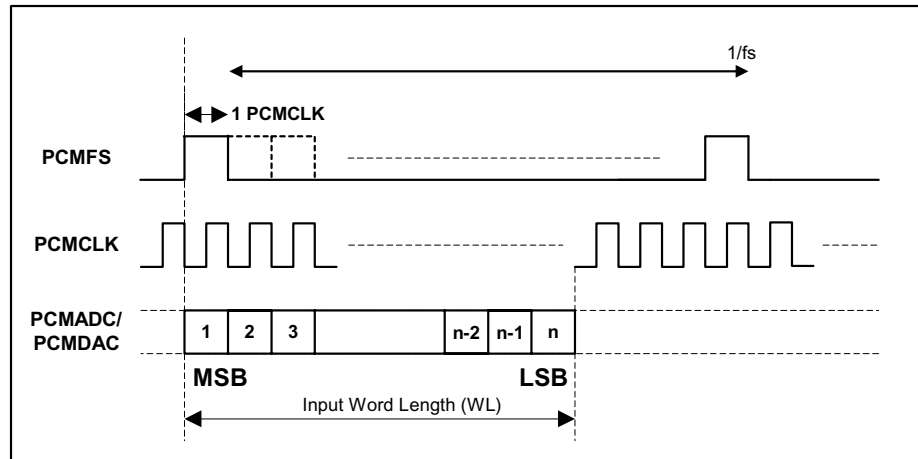 1/fs
1 PCMCLK
PCMFS
PCMCLK
PCMADC/
PCMDAC
1 2 3 n-2 n-1 n
MSB LSB
Input Word Length (WL)